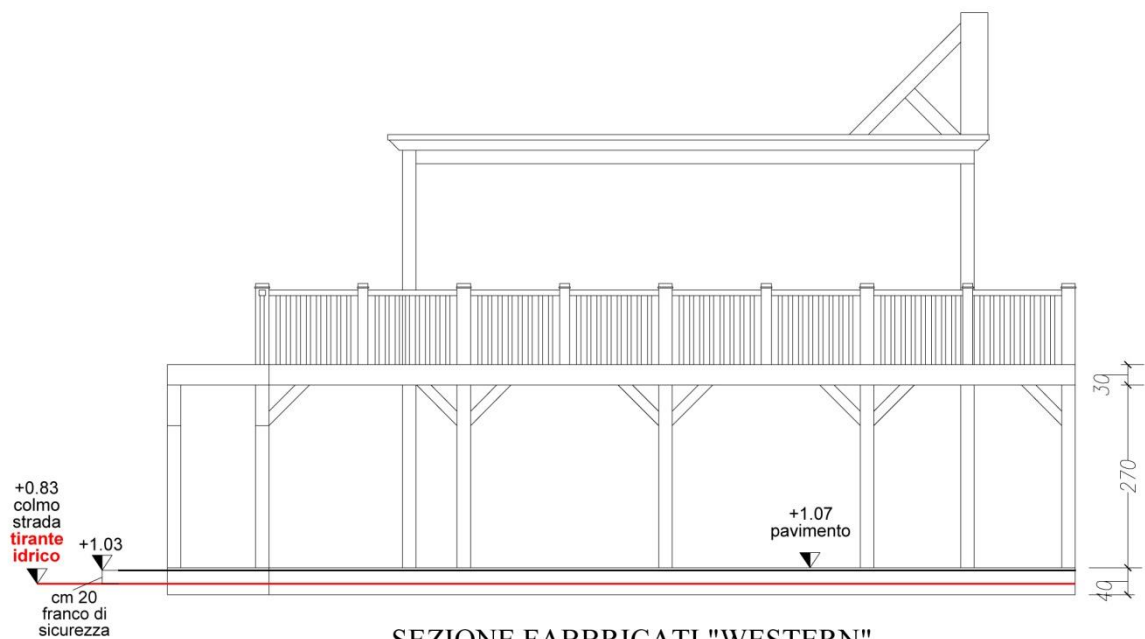 30
270
+0.83
colmo
strada
tirante
idrico
+1.03
+1.07
pavimento
cm 20
franco di
sicurezza
40
SEZIONE FABBRICATI "WESTERN"